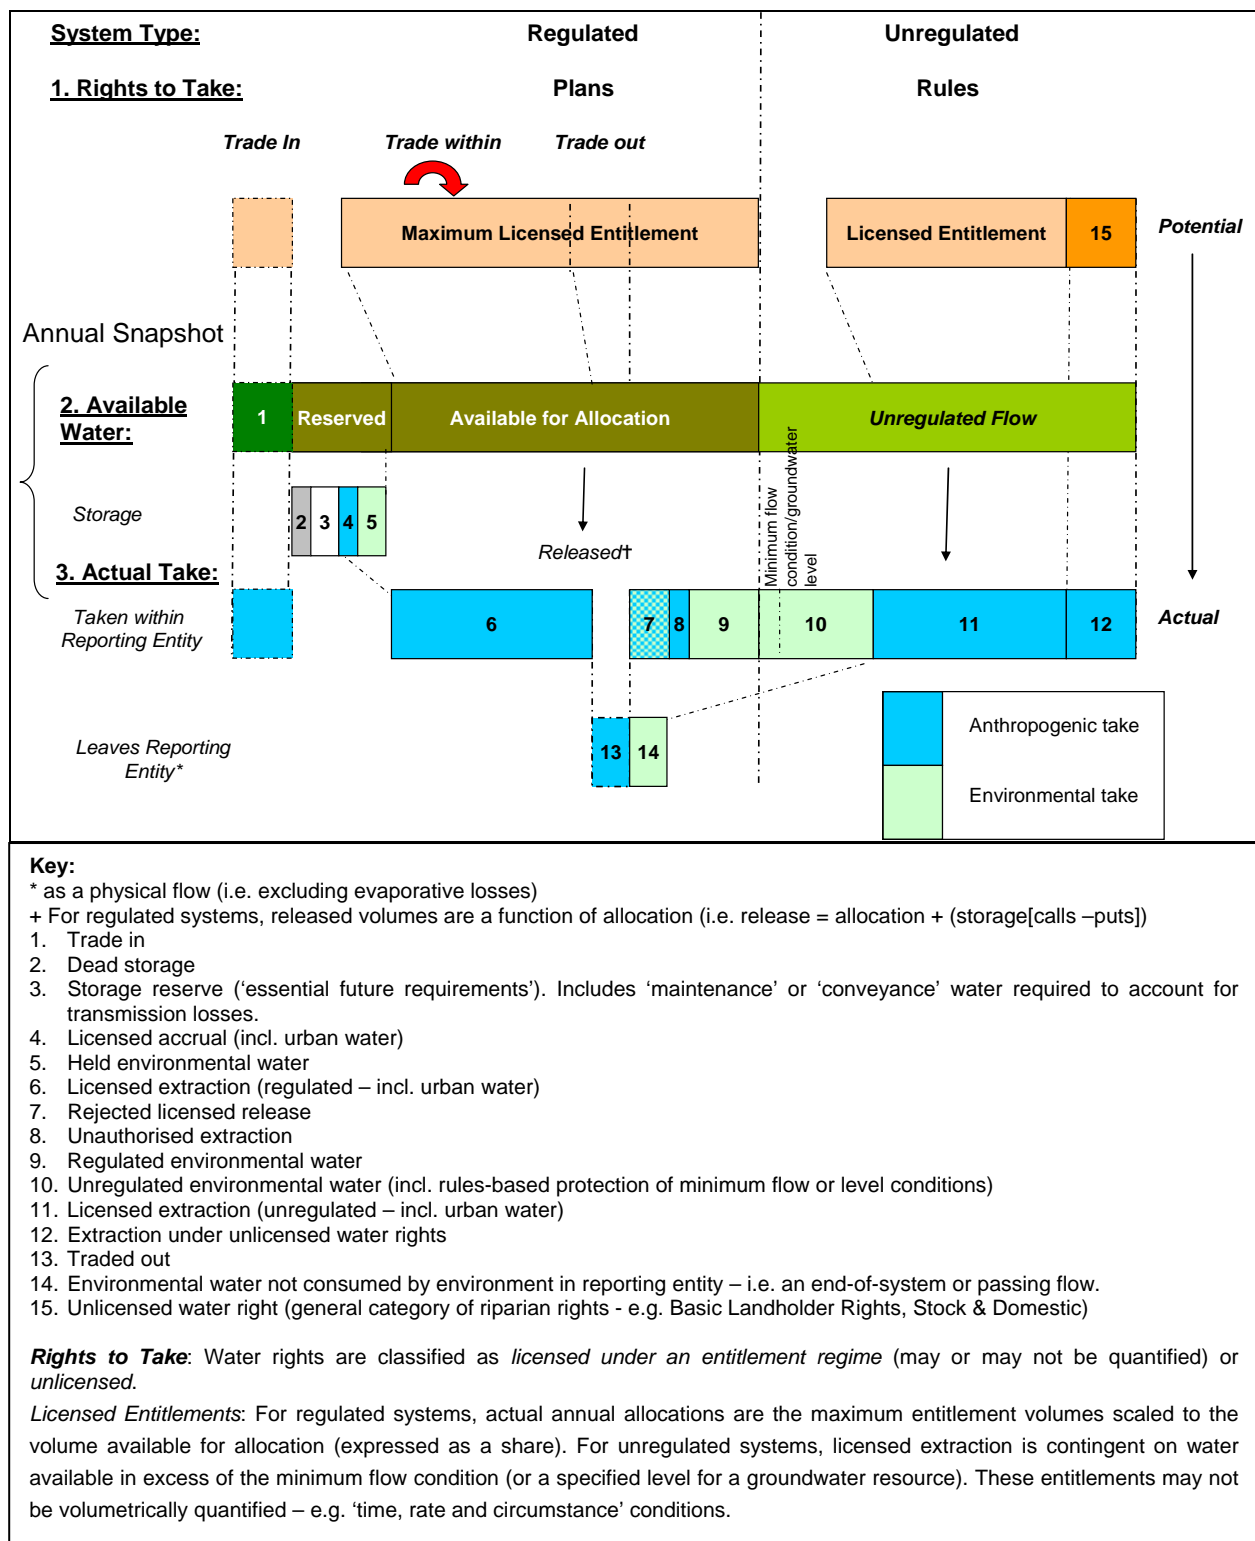 System Type: Regulated Unregulated
1. Rights to Take: Plans Rules
Trade In Trade within Trade out
Maximum Licensed Entitlement Licensed Entitlement 15 Potential
Annual Snapshot
2. Available
Water:
1 Reserved Available for Allocation Unregulated Flow
Minimum flow
condition/groundwater
level
Storage
2 3 4 5
Released†
3. Actual Take:
Taken within
Reporting Entity
6 7 8 9 10 11 12 Actual
Leaves Reporting
Entity*
13 14
Anthropogenic take
Environmental take
Key:
* as a physical flow (i.e. excluding evaporative losses)
+ For regulated systems, released volumes are a function of allocation (i.e. release = allocation + (storage[calls –puts])
1. Trade in
2. Dead storage
3. Storage reserve (‘essential future requirements’). Includes ‘maintenance’ or ‘conveyance’ water required to account for
transmission losses.
4. Licensed accrual (incl. urban water)
5. Held environmental water
6. Licensed extraction (regulated – incl. urban water)
7. Rejected licensed release
8. Unauthorised extraction
9. Regulated environmental water
10. Unregulated environmental water (incl. rules-based protection of minimum flow or level conditions)
11. Licensed extraction (unregulated – incl. urban water)
12. Extraction under unlicensed water rights
13. Traded out
14. Environmental water not consumed by environment in reporting entity – i.e. an end-of-system or passing flow.
15. Unlicensed water right (general category of riparian rights - e.g. Basic Landholder Rights, Stock & Domestic)
Rights to Take: Water rights are classified as licensed under an entitlement regime (may or may not be quantified) or
unlicensed.
Licensed Entitlements: For regulated systems, actual annual allocations are the maximum entitlement volumes scaled to the
volume available for allocation (expressed as a share). For unregulated systems, licensed extraction is contingent on water
available in excess of the minimum flow condition (or a specified level for a groundwater resource). These entitlements may not
be volumetrically quantified – e.g. ‘time, rate and circumstance’ conditions.